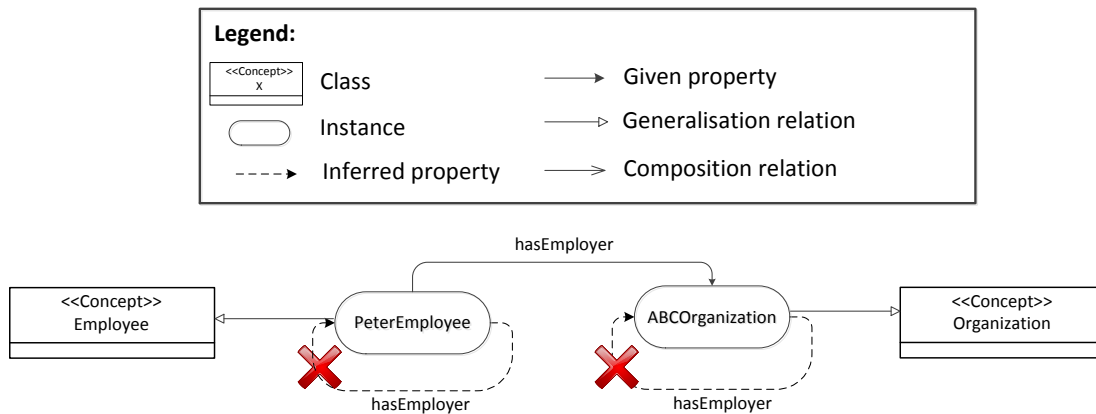 Legend:
<<Concept>>
X
Class
Given property
Instance
Generalisation relation
Inferred property
Composition relation
hasEmployer
<<Concept>>
Employee
PeterEmployee
ABCOrganization
<<Concept>>
Organization
hasEmployer
hasEmployer